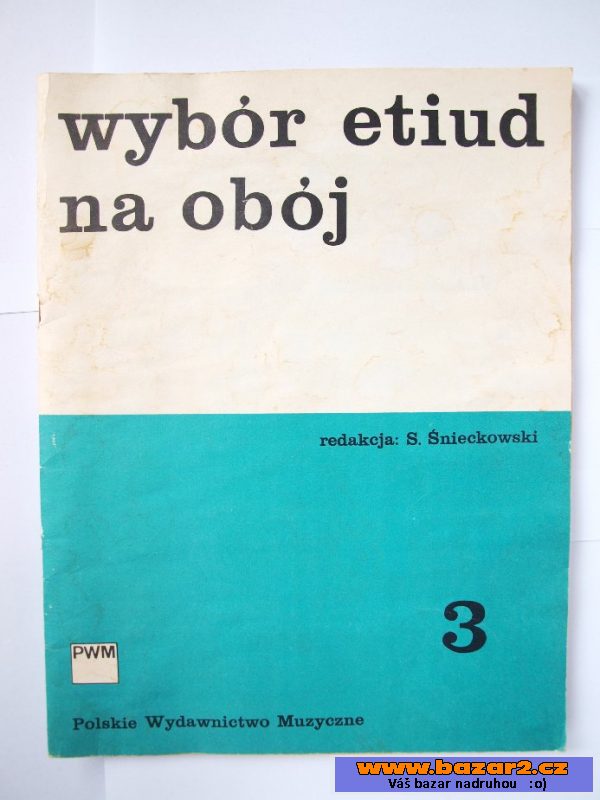 wybór etiud
na obój
redakcja: S. Śnieckowski
3
PWM
Polskie Wydawnictwo Muzyczne
www.bazar2.cz
Váš bazar nadruhou :o)